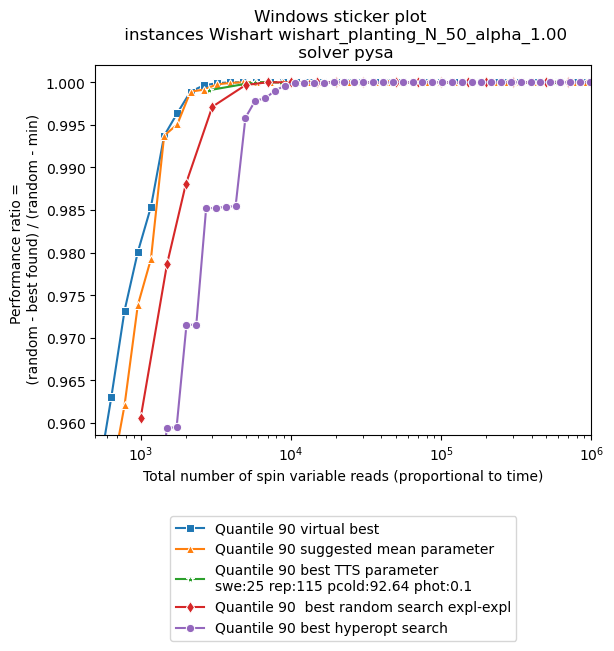 Windows sticker plot
instances Wishart wishart_planting_N_50_alpha_1.00
solver pysa
Performance ratio =
(random - best found) / (random - min)
1.000
0.995
0.990
0.985
0.980
0.975
0.970
0.965
0.960
10³
10⁴
10⁵
10⁶
Total number of spin variable reads (proportional to time)
Quantile 90 virtual best
Quantile 90 suggested mean parameter
Quantile 90 best TTS parameter
swe:25 rep:115 pcold:92.64 phot:0.1
Quantile 90  best random search expl-expl
Quantile 90 best hyperopt search